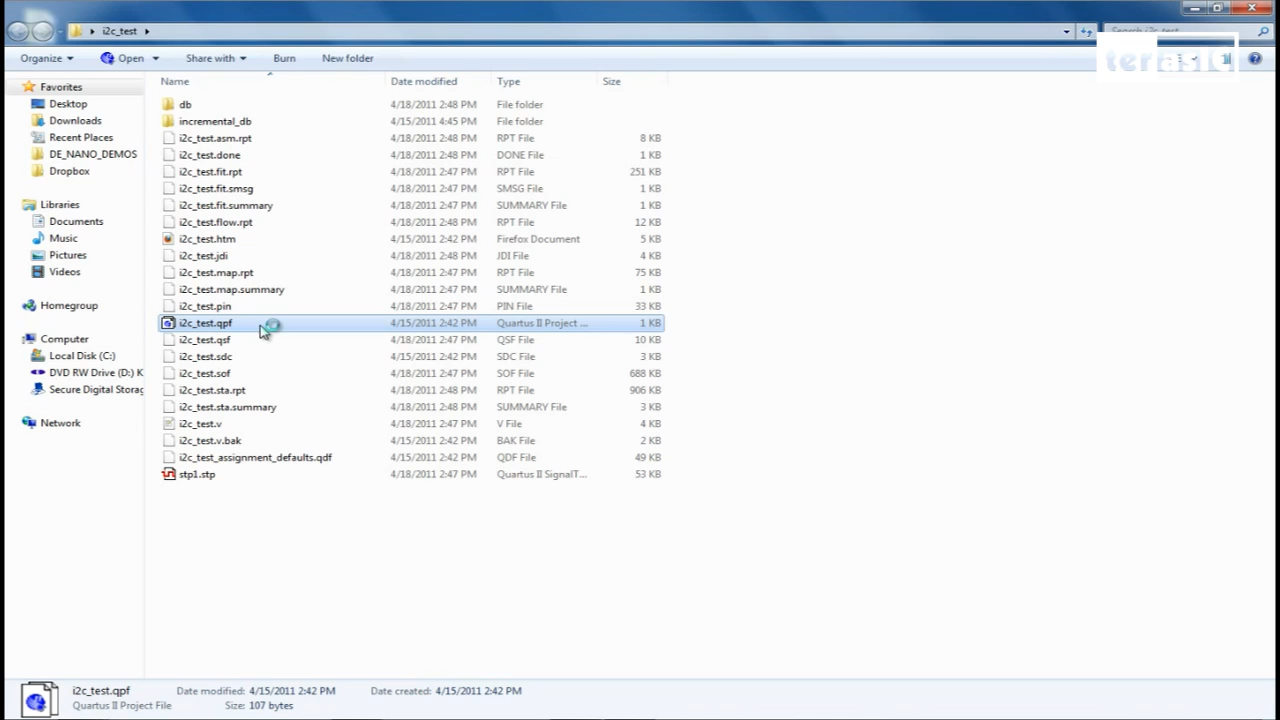 i2c_test
Search i2c_test
terasic
Organize Open Share with Burn New folder
Name Date modified Type Size
Favorites
Desktop
Downloads
Recent Places
DE_NANO_DEMOS
Dropbox
Libraries
Documents
Music
Pictures
Videos
Homegroup
Computer
Local Disk (C:)
DVD RW Drive (D:) K
Secure Digital Storag
Network
db 4/18/2011 2:48 PM File folder
incremental_db 4/15/2011 4:45 PM File folder
i2c_test.asm.rpt 4/18/2011 2:48 PM RPT File 8 KB
i2c_test.done 4/18/2011 2:48 PM DONE File 1 KB
i2c_test.fit.rpt 4/18/2011 2:47 PM RPT File 251 KB
i2c_test.fit.smsg 4/18/2011 2:47 PM SMSG File 1 KB
i2c_test.fit.summary 4/18/2011 2:47 PM SUMMARY File 1 KB
i2c_test.flow.rpt 4/18/2011 2:48 PM RPT File 12 KB
i2c_test.htm 4/15/2011 2:42 PM Firefox Document 5 KB
i2c_test.jdi 4/18/2011 2:47 PM JDI File 4 KB
i2c_test.map.rpt 4/18/2011 2:47 PM RPT File 75 KB
i2c_test.map.summary 4/18/2011 2:47 PM SUMMARY File 1 KB
i2c_test.pin 4/18/2011 2:47 PM PIN File 33 KB
i2c_test.qpf 4/15/2011 2:42 PM Quartus II Project ... 1 KB
i2c_test.qsf 4/18/2011 2:47 PM QSF File 10 KB
i2c_test.sdc 4/15/2011 2:42 PM SDC File 3 KB
i2c_test.sof 4/18/2011 2:47 PM SOF File 688 KB
i2c_test.sta.rpt 4/18/2011 2:48 PM RPT File 906 KB
i2c_test.sta.summary 4/18/2011 2:48 PM SUMMARY File 3 KB
i2c_test.v 4/18/2011 2:47 PM V File 4 KB
i2c_test.v.bak 4/15/2011 2:42 PM BAK File 2 KB
i2c_test_assignment_defaults.qdf 4/15/2011 2:42 PM QDF File 49 KB
stp1.stp 4/18/2011 2:47 PM Quartus II SignalT... 53 KB
i2c_test.qpf Date modified: 4/15/2011 2:42 PM Date created: 4/15/2011 2:42 PM
Quartus II Project File Size: 107 bytes